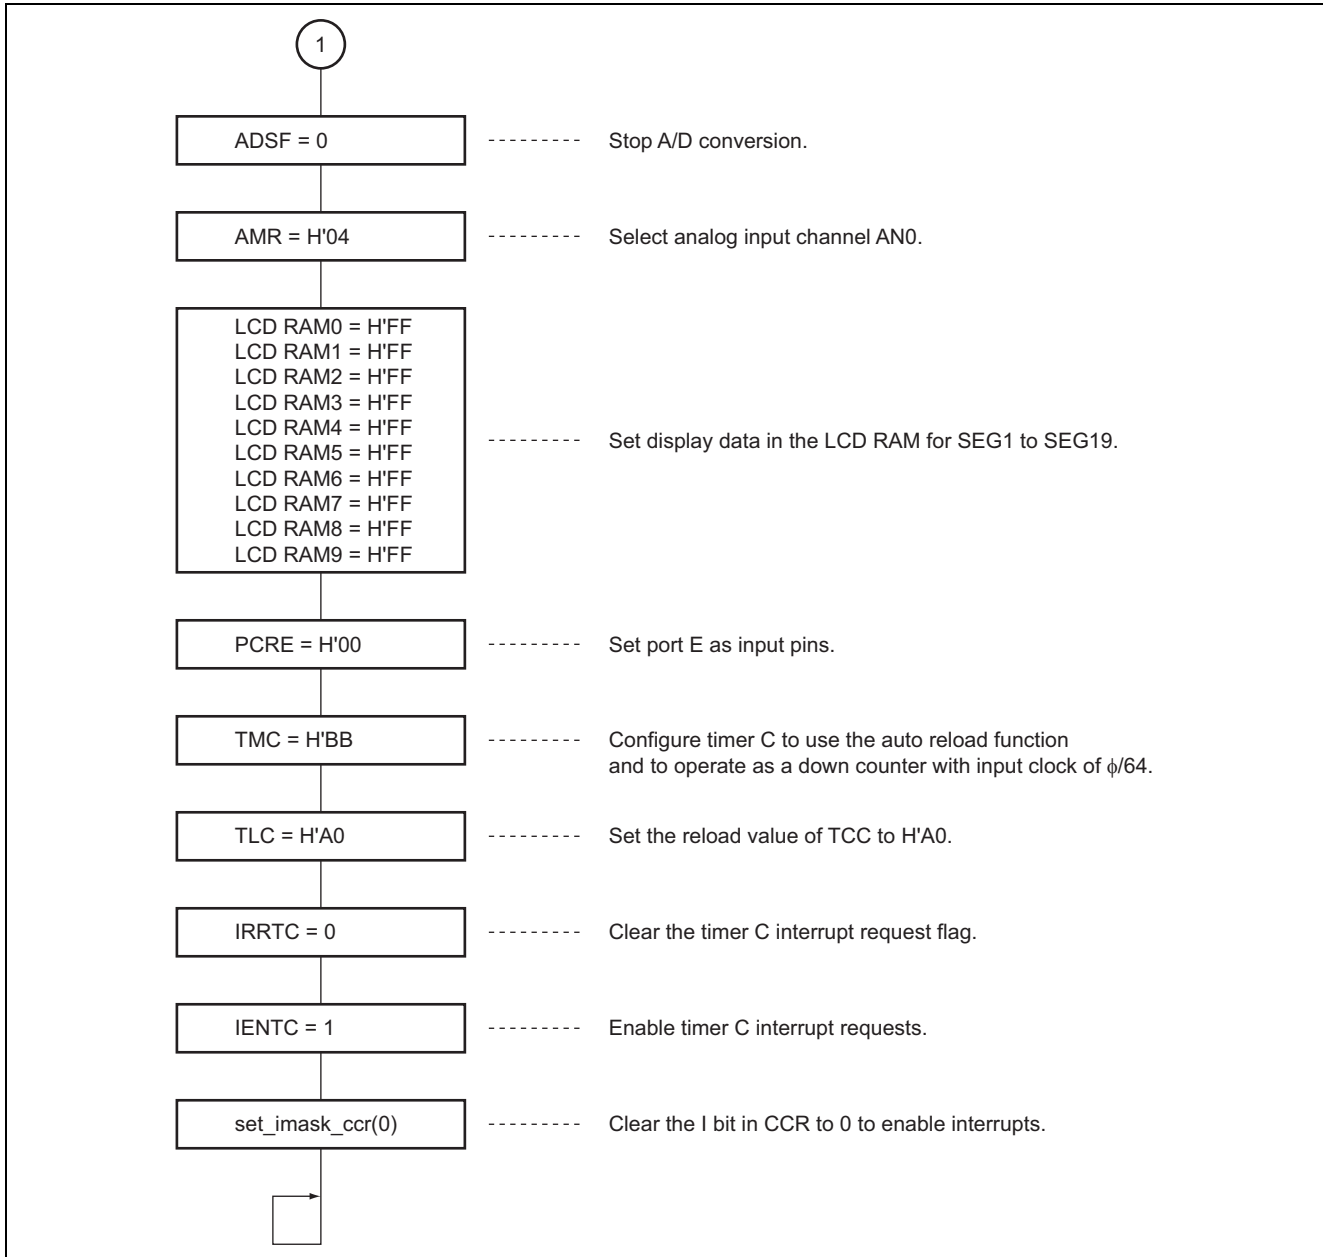 1
ADSF = 0
Stop A/D conversion.
AMR = H'04
Select analog input channel AN0.
LCD RAM0 = H'FF
LCD RAM1 = H'FF
LCD RAM2 = H'FF
LCD RAM3 = H'FF
LCD RAM4 = H'FF
LCD RAM5 = H'FF
LCD RAM6 = H'FF
LCD RAM7 = H'FF
LCD RAM8 = H'FF
LCD RAM9 = H'FF
Set display data in the LCD RAM for SEG1 to SEG19.
PCRE = H'00
Set port E as input pins.
TMC = H'BB
Configure timer C to use the auto reload function
and to operate as a down counter with input clock of ϕ/64.
TLC = H'A0
Set the reload value of TCC to H'A0.
IRRTC = 0
Clear the timer C interrupt request flag.
IENTC = 1
Enable timer C interrupt requests.
set_imask_ccr(0)
Clear the I bit in CCR to 0 to enable interrupts.